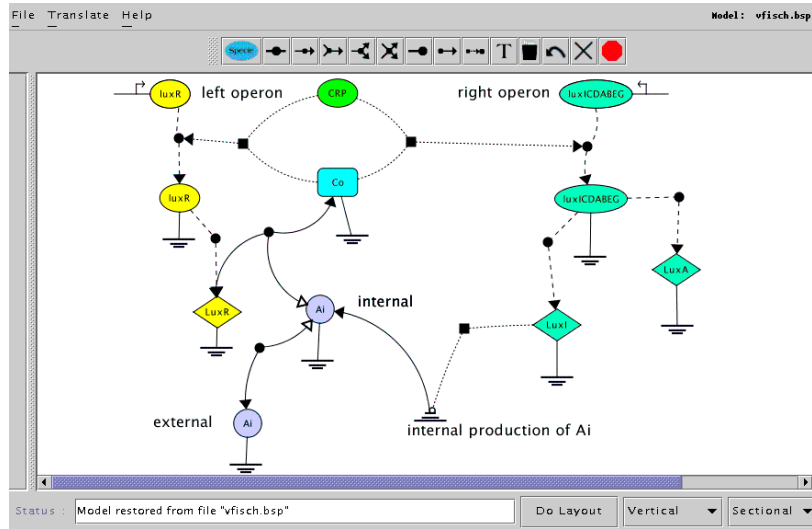 File Translate Help
Model: vfisch.bsp
Specie
T
luxR
left operon
CRP
right operon
luxICDABEG
Co
luxR
luxICDABEG
LuxA
LuxR
Ai
internal
LuxI
external
Ai
internal production of Ai
Status :
Model restored from file "vfisch.bsp"
Do Layout
Vertical
Sectional